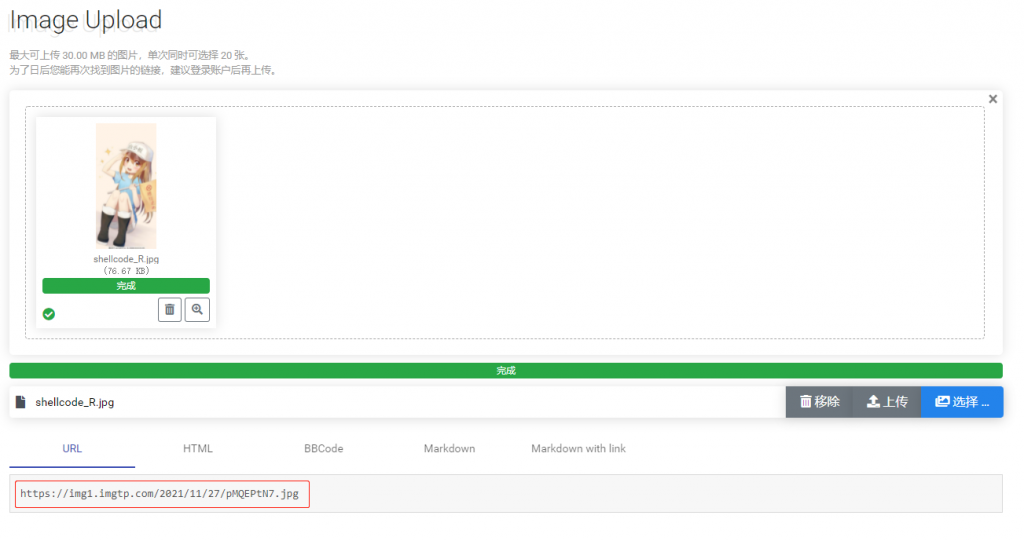 Image Upload
最大可上传 30.00 MB 的图片，单次同时可选择 20 张。
为了日后您能再次找到图片的链接，建议登录账户后再上传。
×
shellcode_R.jpg
(76.67 KB)
完成
完成
shellcode_R.jpg
移除 上传 选择 ...
URL HTML BBCode Markdown Markdown with link
https://img1.imgtp.com/2021/11/27/pMQEPtN7.jpg